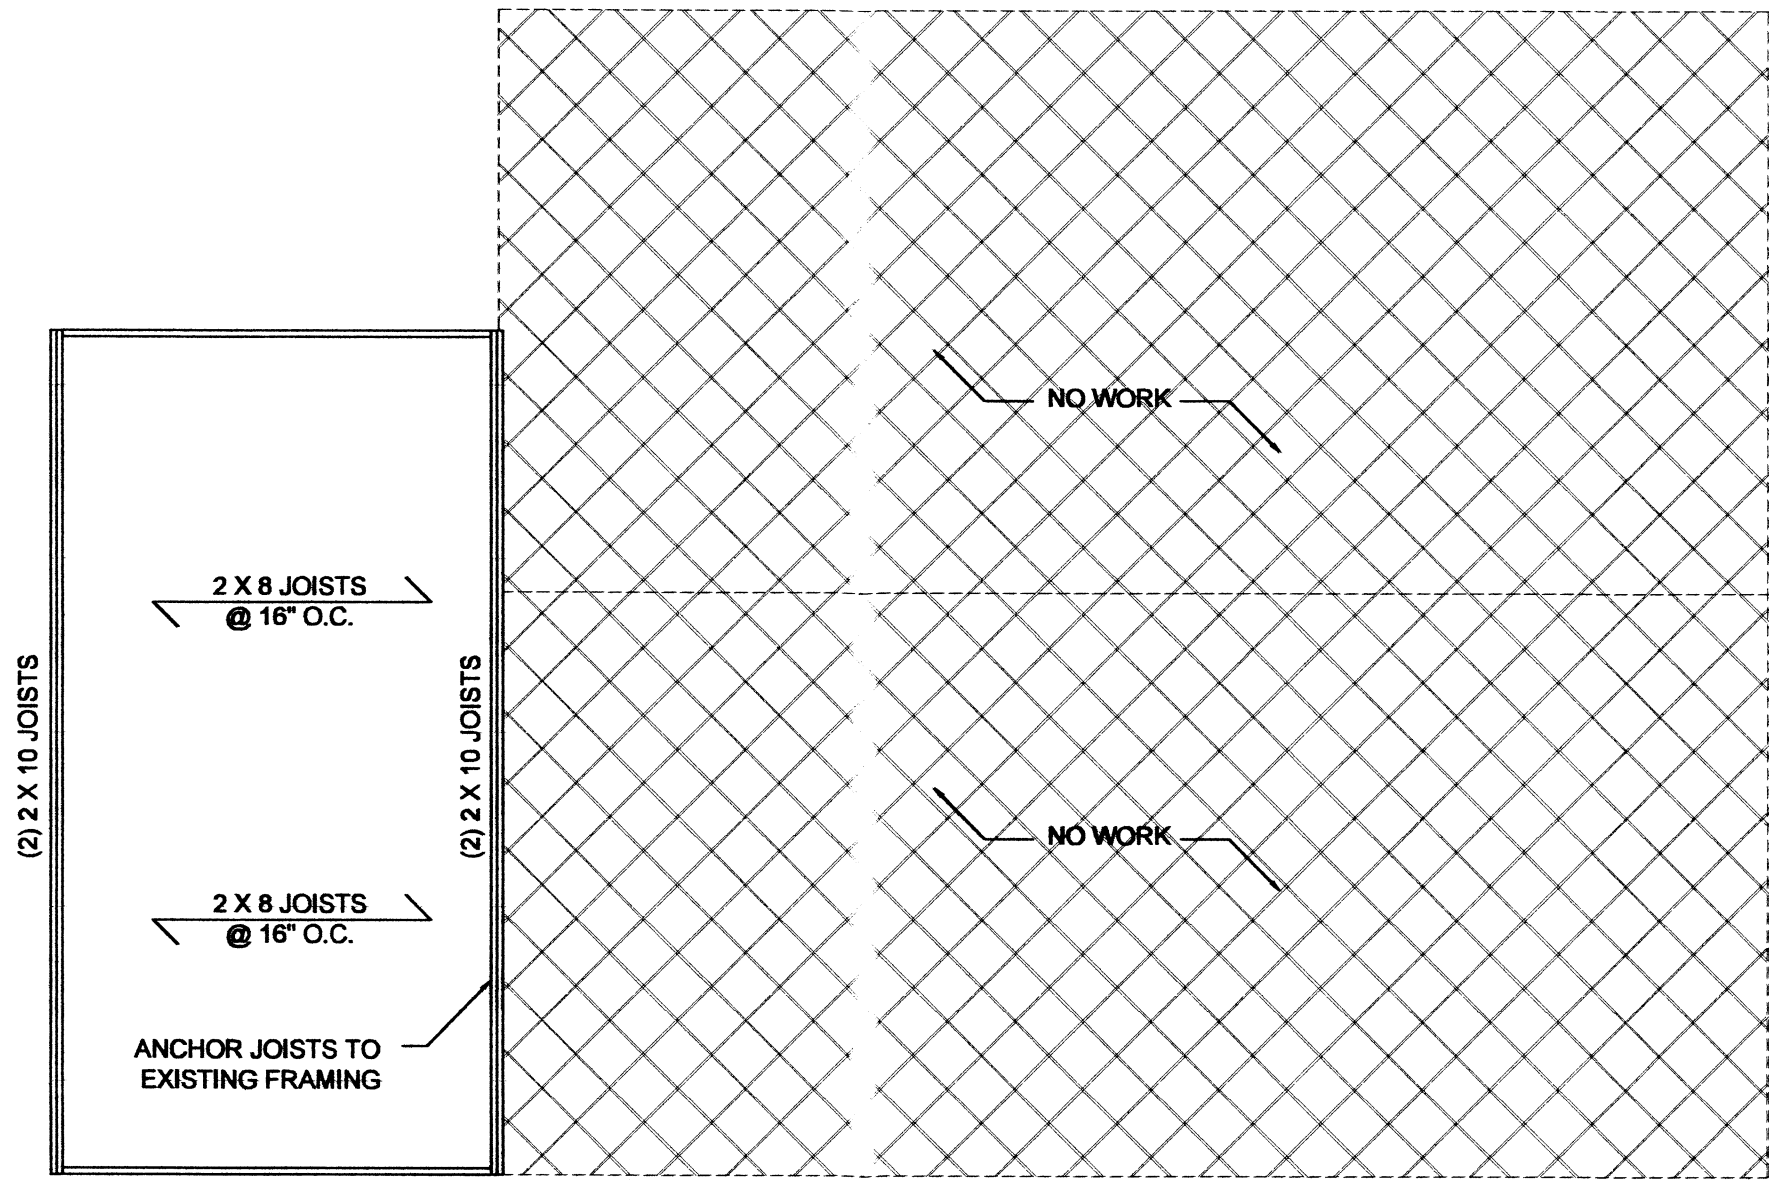 NO WORK
2 X 8 JOISTS
@ 16" O.C.
(2) 2 X 10 JOISTS
(2) 2 X 10 JOISTS
NO WORK
2 X 8 JOISTS
@ 16" O.C.
ANCHOR JOISTS TO
EXISTING FRAMING